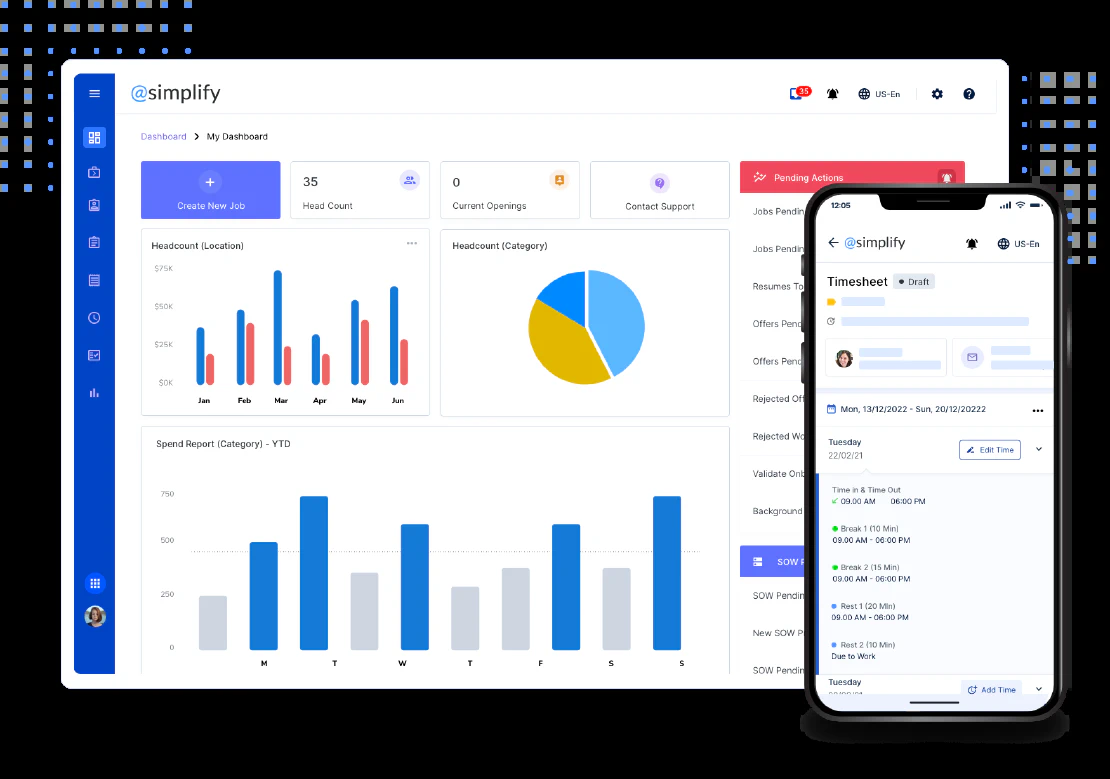 @simplify
35
US-En
Dashboard > My Dashboard
+
Create New Job
35
Head Count
0
Current Openings
Contact Support
Headcount (Location)
$75K
$50K
$25K
$0K
Jan Feb Mar Apr May Jun
Headcount (Category)
Spend Report (Category) - YTD
750
500
250
0
M T W T F S S
Pending Actions
Jobs Pendin
Jobs Pendin
Resumes To
Offers Pend
Offers Pend
Rejected Off
Rejected Wo
Validate Onb
Background
SOW P
SOW Pendin
New SOW P
SOW Pendin
12:05
@simplify
US-En
Timesheet
Draft
Mon, 13/12/2022 - Sun, 20/12/20222
Tuesday
22/02/21
Edit Time
Time in & Time Out
09.00 AM 06:00 PM
Break 1 (10 Min)
09.00 AM - 06:00 PM
Break 2 (15 Min)
09.00 AM - 06:00 PM
Rest 1 (20 MIn)
09.00 AM - 06:00 PM
Rest 2 (10 Min)
Due to Work
Tuesday
Add Time